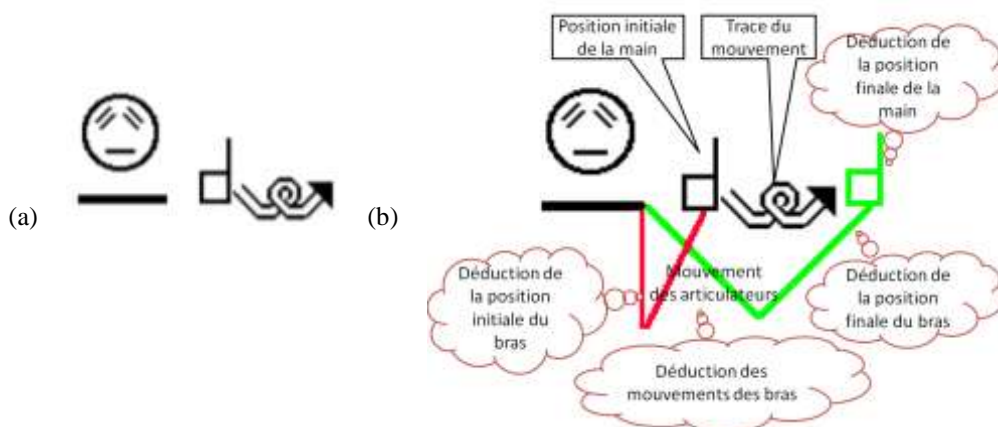 Position initiale
de la main
Trace du
mouvement
Déduction de
la position
finale de la
main
(a)
(b)
Déduction de
la position
initiale du
bras
Mouvement
des articulateurs
Déduction de
la position
finale du bras
Déduction des
mouvements des bras